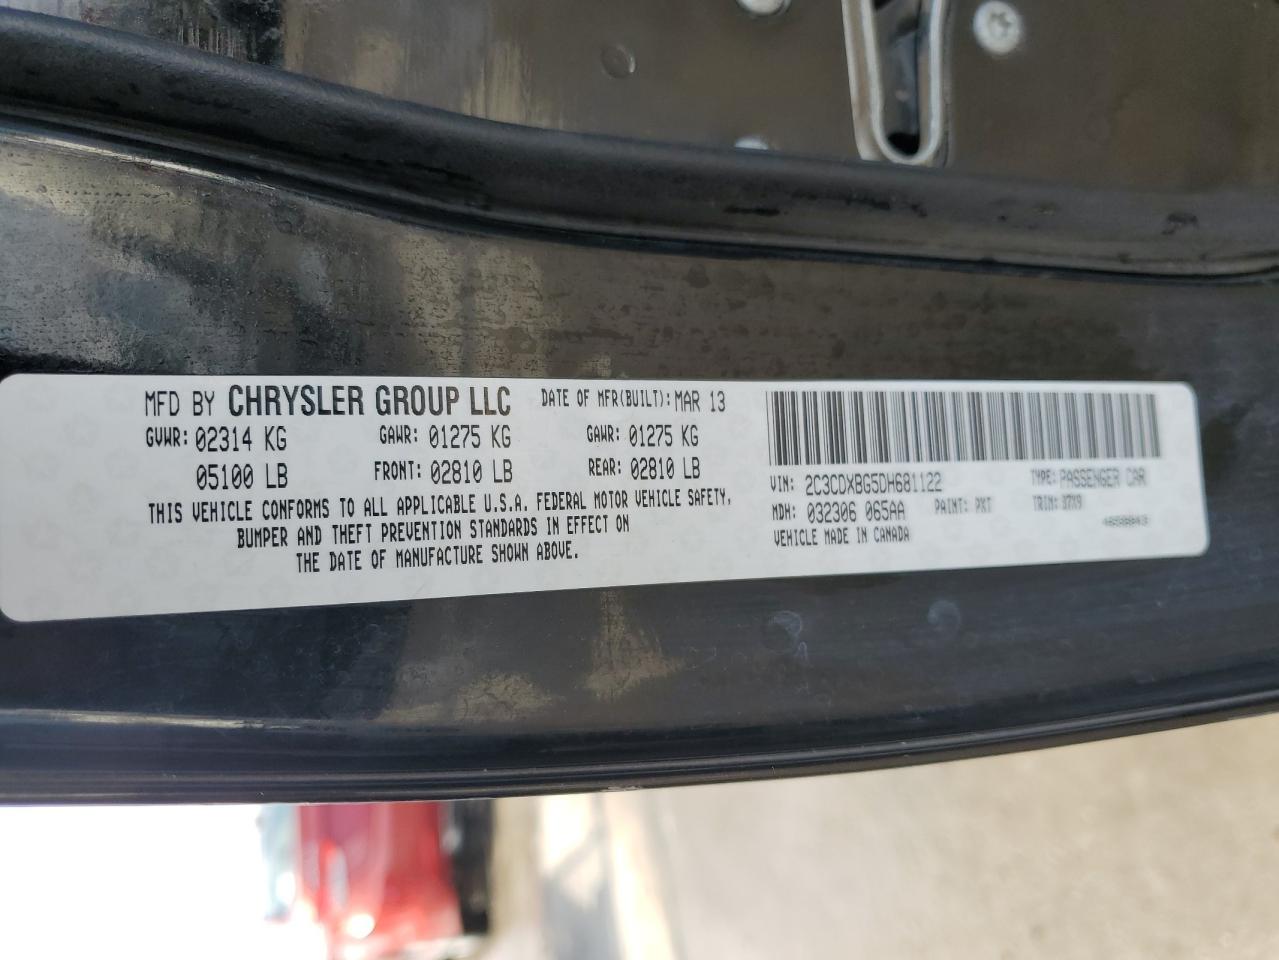 MFD BY CHRYSLER GROUP LLC DATE OF MFR(BUILT): MAR 13
GVWR: 02314 KG GAWR: 01275 KG GAWR: 01275 KG
05100 LB FRONT: 02810 LB REAR: 02810 LB
THIS VEHICLE CONFORMS TO ALL APPLICABLE U.S.A. FEDERAL MOTOR VEHICLE SAFETY,
BUMPER AND THEFT PREVENTION STANDARDS IN EFFECT ON
THE DATE OF MANUFACTURE SHOWN ABOVE.
VIN: 2C3CDXBG5DH681122 TYPE: PASSENGER CAR
MDH: 032306 065AA PAINT: PXT TRIM:
VEHICLE MADE IN CANADA